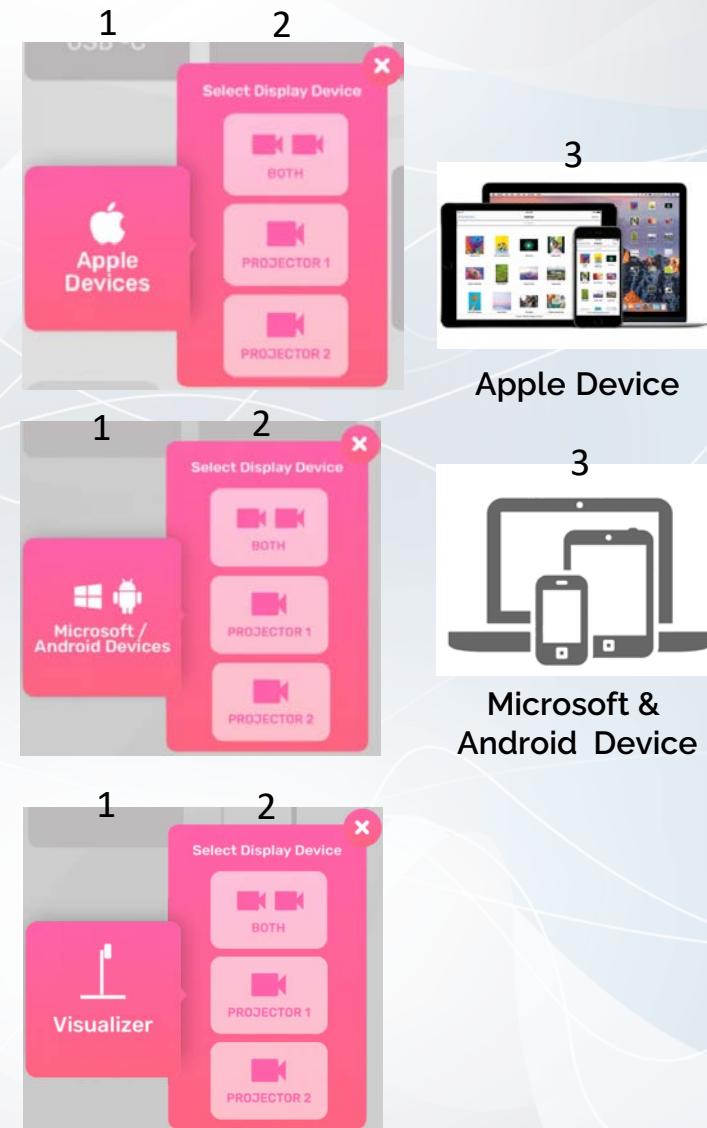 1 2
USB -C
Select Display Device
BOTH
PROJECTOR 1
PROJECTOR 2
Apple
Devices
3
Apple Device
1 2
Select Display Device
BOTH
PROJECTOR 1
PROJECTOR 2
Microsoft /
Android Devices
3
Microsoft &
Android Device
1 2
Select Display Device
BOTH
PROJECTOR 1
PROJECTOR 2
Visualizer